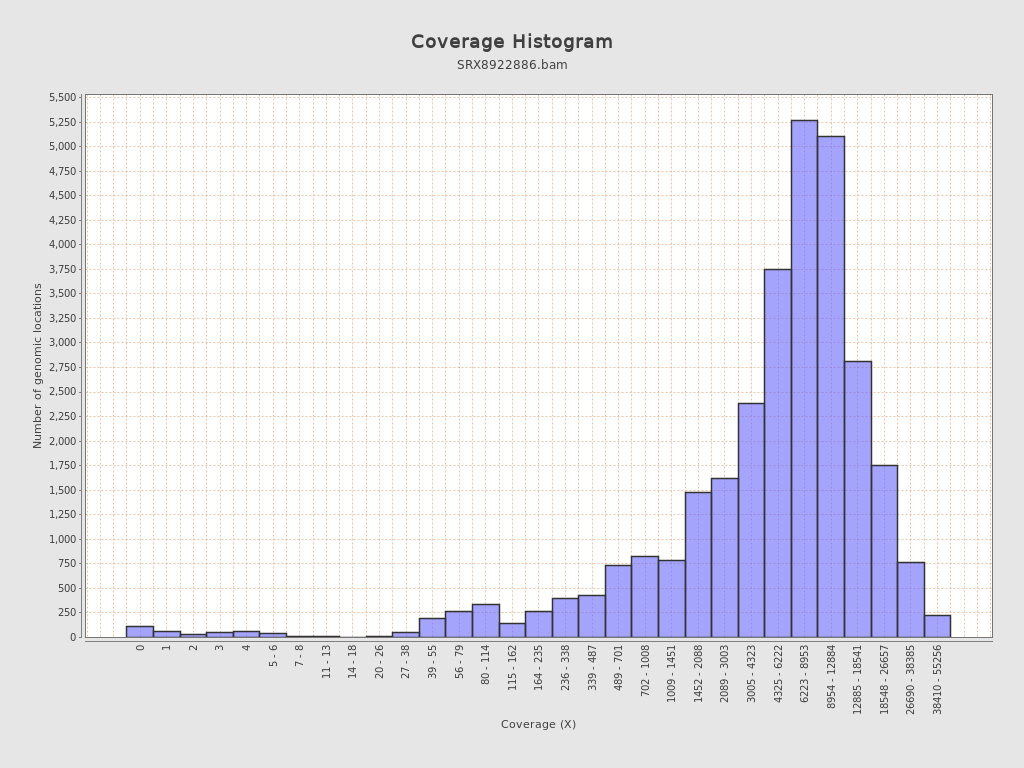 Coverage Histogram
SRX8922886.bam
5,500
5,250
5,000
4,750
4,500
4,250
4,000
3,750
3,500
3,250
3,000
2,750
2,500
2,250
2,000
1,750
1,500
1,250
1,000
750
500
250
0
Number of genomic locations
0
1
2
3
4
5 - 6
7 - 8
11 - 13
14 - 18
20 - 26
27 - 38
39 - 55
56 - 79
80 - 114
115 - 162
164 - 235
236 - 338
339 - 487
489 - 701
702 - 1008
1009 - 1451
1452 - 2088
2089 - 3003
3005 - 4323
4325 - 6222
6223 - 8953
8954 - 12884
12885 - 18541
18548 - 26657
26690 - 38385
38410 - 55256
Coverage (X)